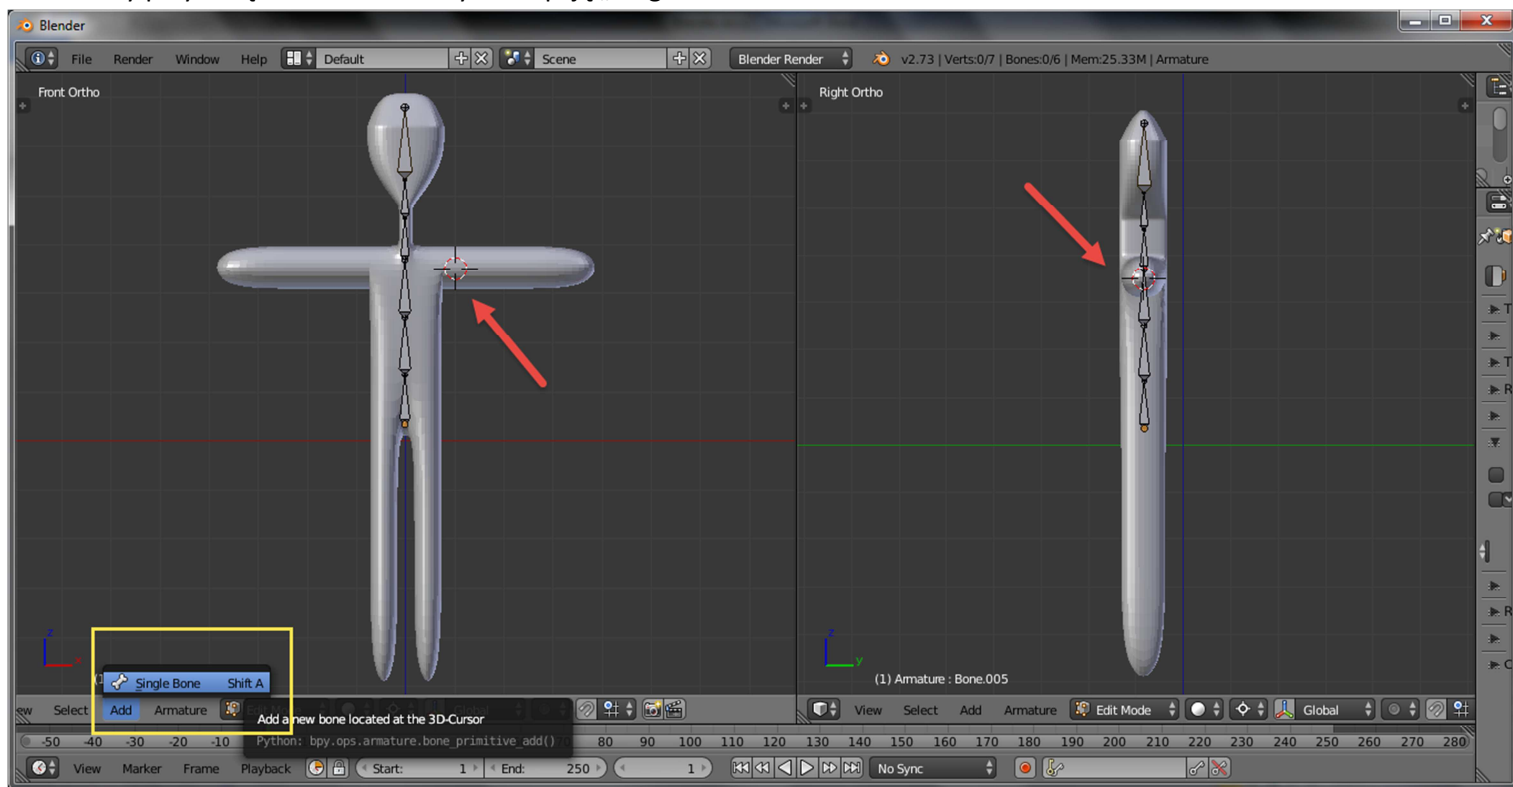 Blender
File Render Window Help Default Scene Blender Render v2.73 | Verts:0/7 | Bones:0/6 | Mem:25.33M | Armature
Front Ortho
Right Ortho
z
x
z
y
(1) Armature : Bone.005
Single Bone Shift A
ew Select Add Armature
View Select Add Armature Edit Mode Global
Add a new bone located at the 3D-Cursor
Python: bpy.ops.armature.bone_primitive_add()
-50 -40 -30 -20 -10 80 90 100 110 120 130 140 150 160 170 180 190 200 210 220 230 240 250 260 270 280
View Marker Frame Playback Start: 1 End: 250 1 No Sync